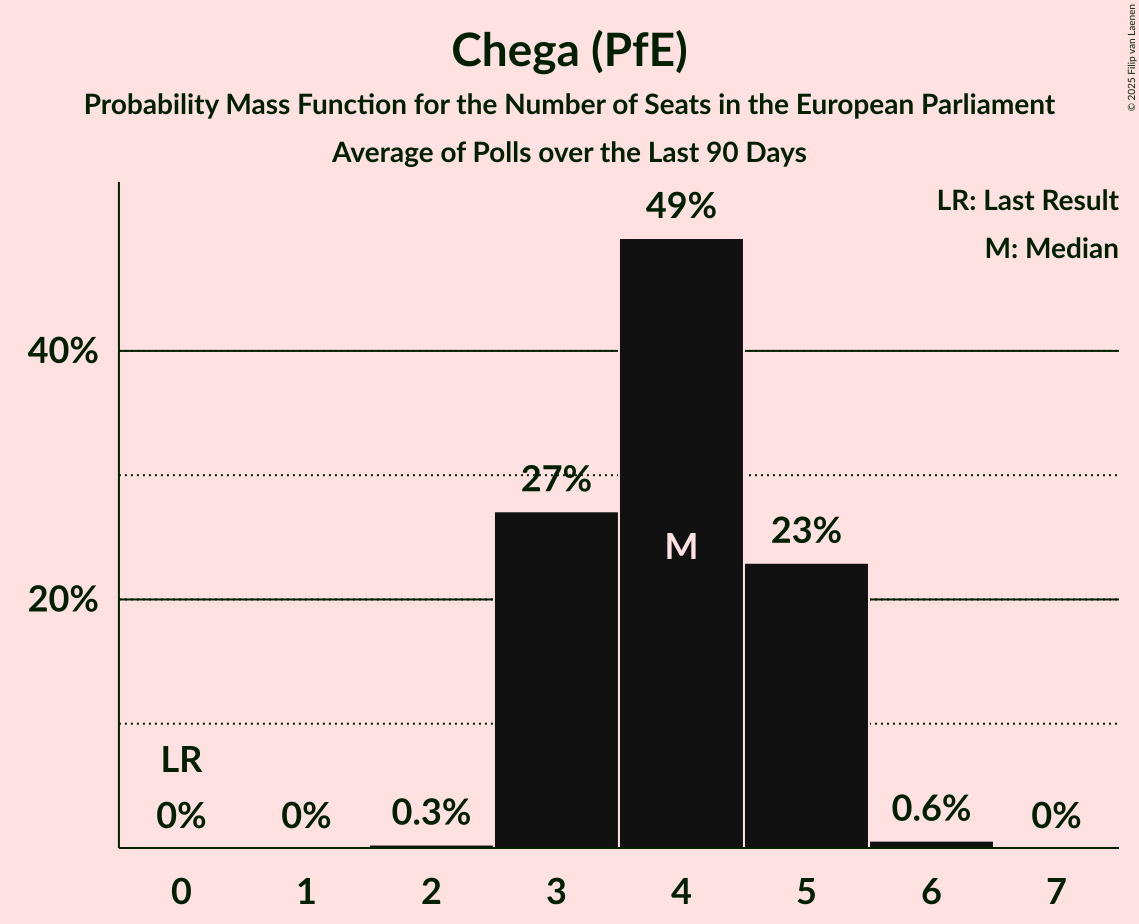 Chega (PfE)
Probability Mass Function for the Number of Seats in the European Parliament
Average of Polls over the Last 90 Days
© 2025 Filip van Laenen
LR: Last Result
M: Median
49%
40%
27%
M
23%
20%
LR
0%
0%
0.3%
0.6%
0%
0 1 2 3 4 5 6 7